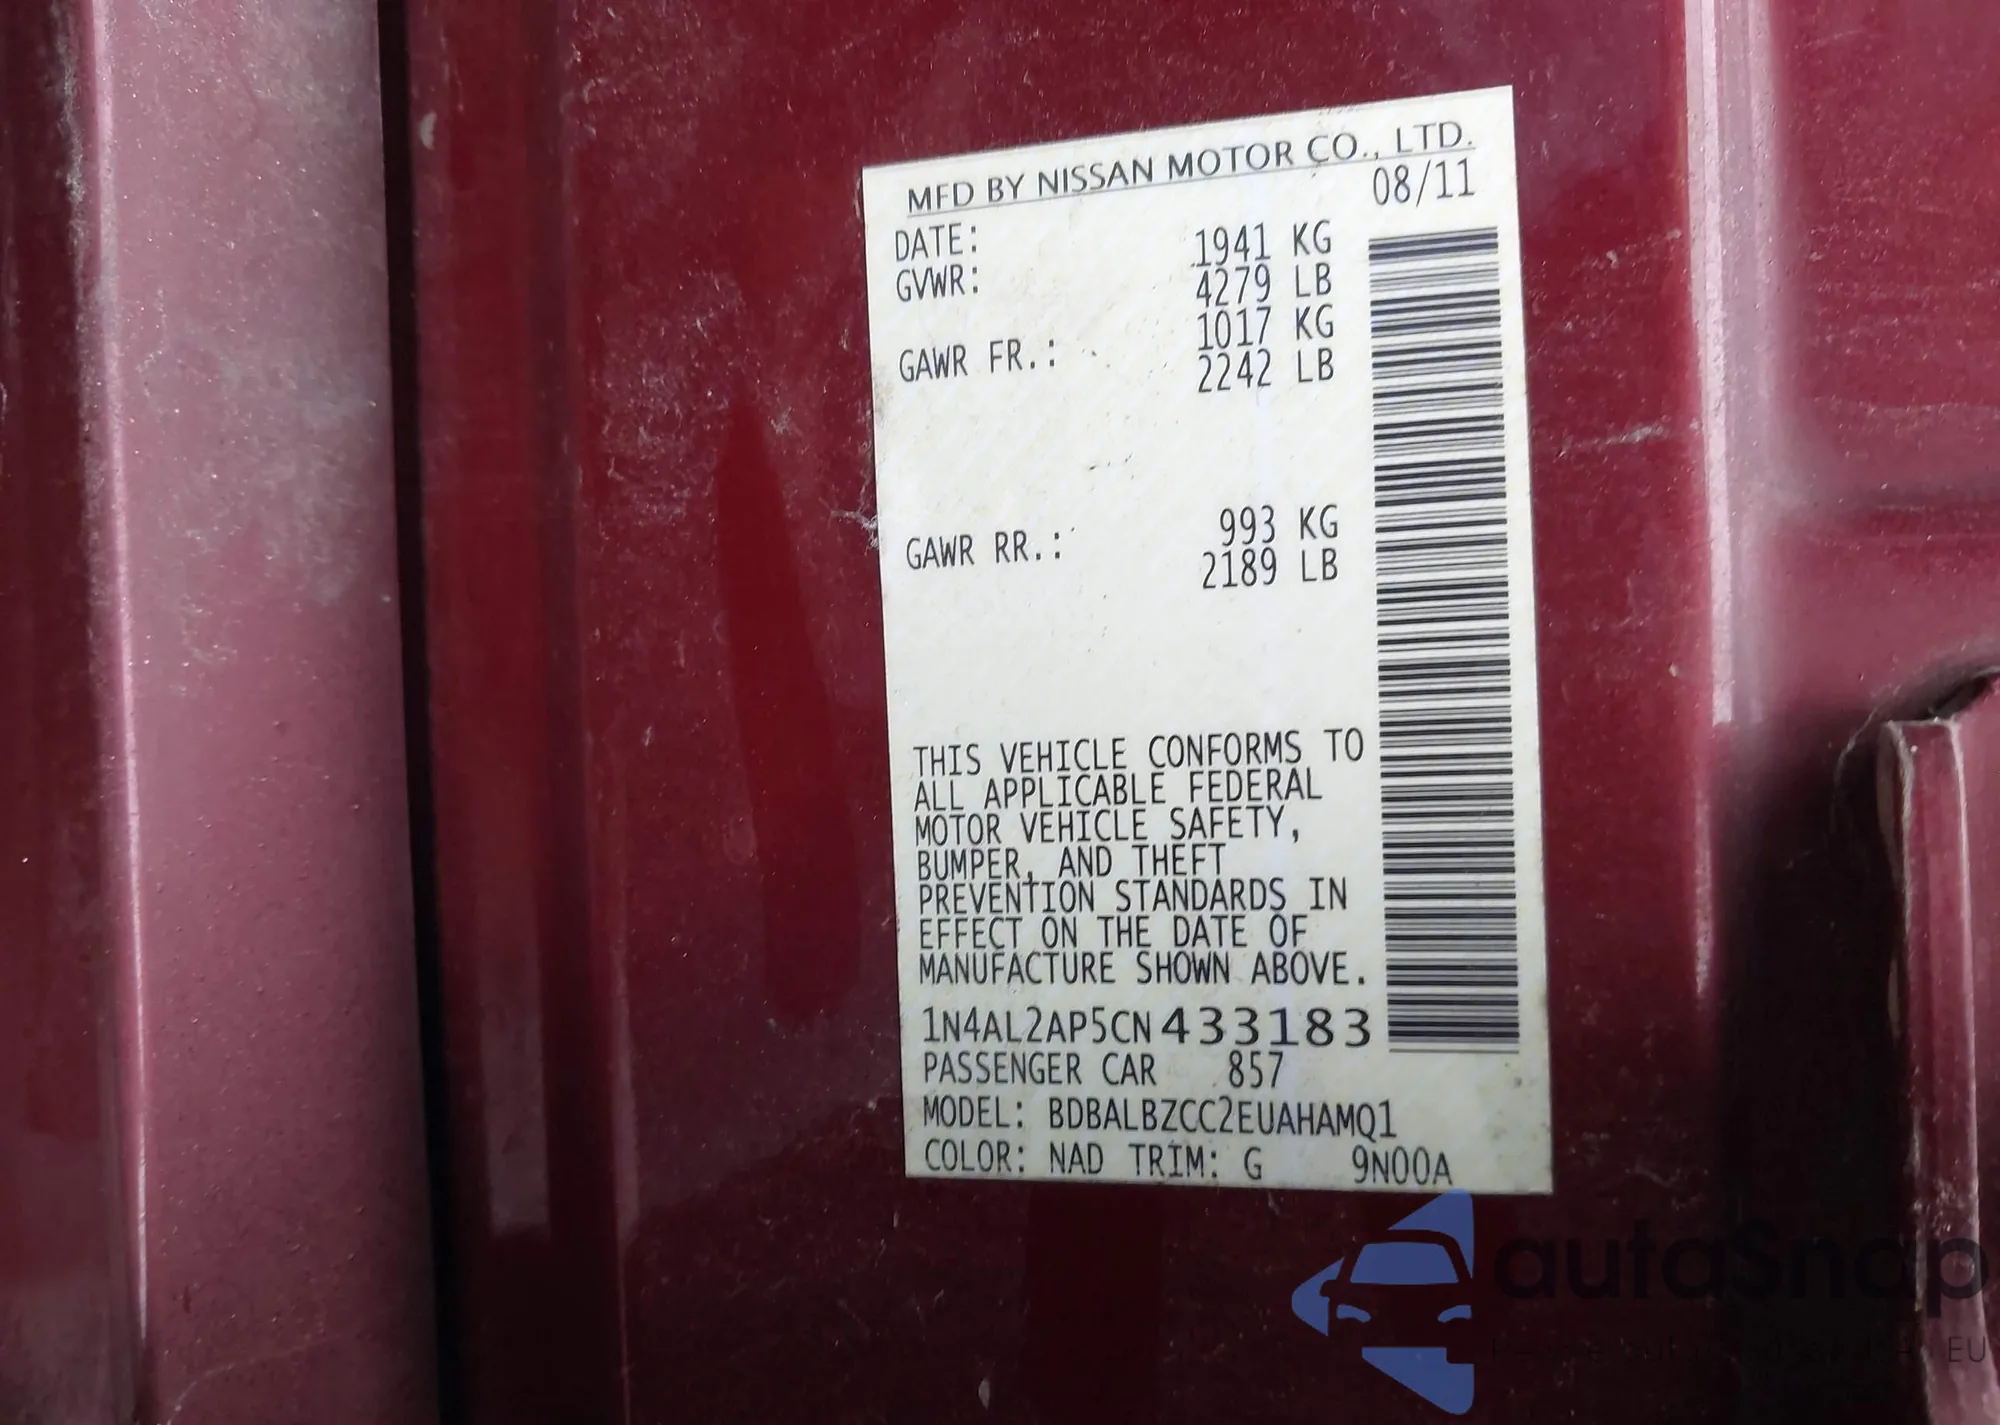 MFD BY NISSAN MOTOR CO., LTD.
DATE: 08/11
GVWR: 1941 KG
4279 LB
GAWR FR.: 1017 KG
2242 LB
GAWR RR.: 993 KG
2189 LB
THIS VEHICLE CONFORMS TO
ALL APPLICABLE FEDERAL
MOTOR VEHICLE SAFETY,
BUMPER, AND THEFT
PREVENTION STANDARDS IN
EFFECT ON THE DATE OF
MANUFACTURE SHOWN ABOVE.
1N4AL2AP5CN433183
PASSENGER CAR 857
MODEL: BDBALBZCC2EUAHAMQ1
COLOR: NAD TRIM: G 9N00A
autaSnap
EU